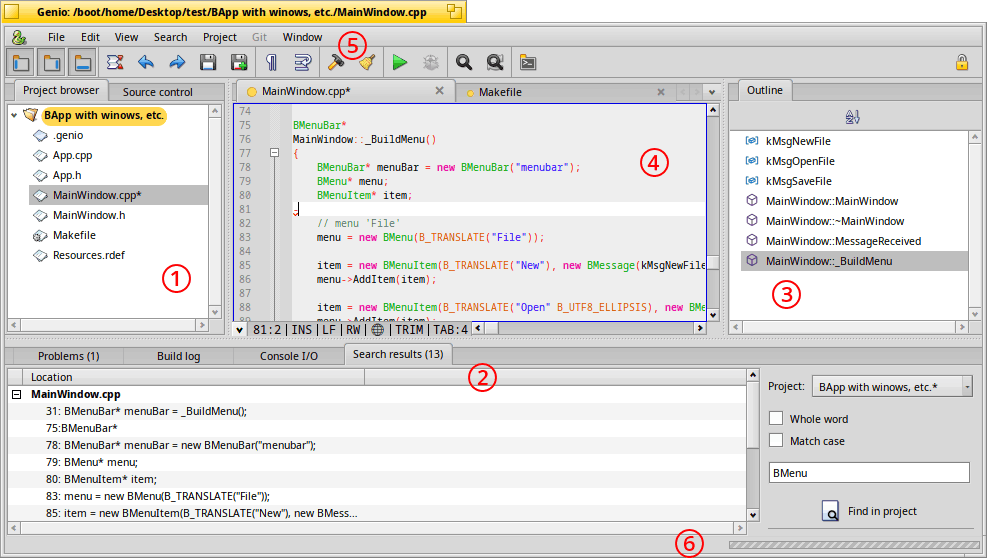 Genio: /boot/home/Desktop/test/BApp with winows, etc./MainWindow.cpp
File Edit View Search Project Git Window
5
Project browser Source control
BApp with winows, etc.
.genio
App.cpp
App.h
MainWindow.cpp*
MainWindow.h
Makefile
Resources.rdef
1
MainWindow.cpp* Makefile
74
75 BMenuBar*
76 MainWindow::_BuildMenu()
77 {
78 BMenuBar* menuBar = new BMenuBar("menubar");
79 BMenu* menu;
80 BMenuItem* item;
81
82 // menu 'File'
83 menu = new BMenu(B_TRANSLATE("File"));
84
85 item = new BMenuItem(B_TRANSLATE("New"), new BMessage(kMsgNewFile
86 menu->AddItem(item);
87
88 item = new BMenuItem(B_TRANSLATE("Open" B_UTF8_ELLIPSIS), new BMe
89 menu->AddItem(item);
4
81:2 INS LF RW TRIM TAB:4
Outline
kMsgNewFile
kMsgOpenFile
kMsgSaveFile
MainWindow::MainWindow
MainWindow::~MainWindow
MainWindow::MessageReceived
MainWindow::_BuildMenu
3
Problems (1) Build log Console I/O Search results (13)
Location
2
MainWindow.cpp
31: BMenuBar* menuBar = _BuildMenu();
75:BMenuBar*
78: BMenuBar* menuBar = new BMenuBar("menubar");
79: BMenu* menu;
80: BMenuItem* item;
83: menu = new BMenu(B_TRANSLATE("File"));
85: item = new BMenuItem(B_TRANSLATE("New"), new BMess...
Project: BApp with winows, etc.*
Whole word
Match case
BMenu
Find in project
6